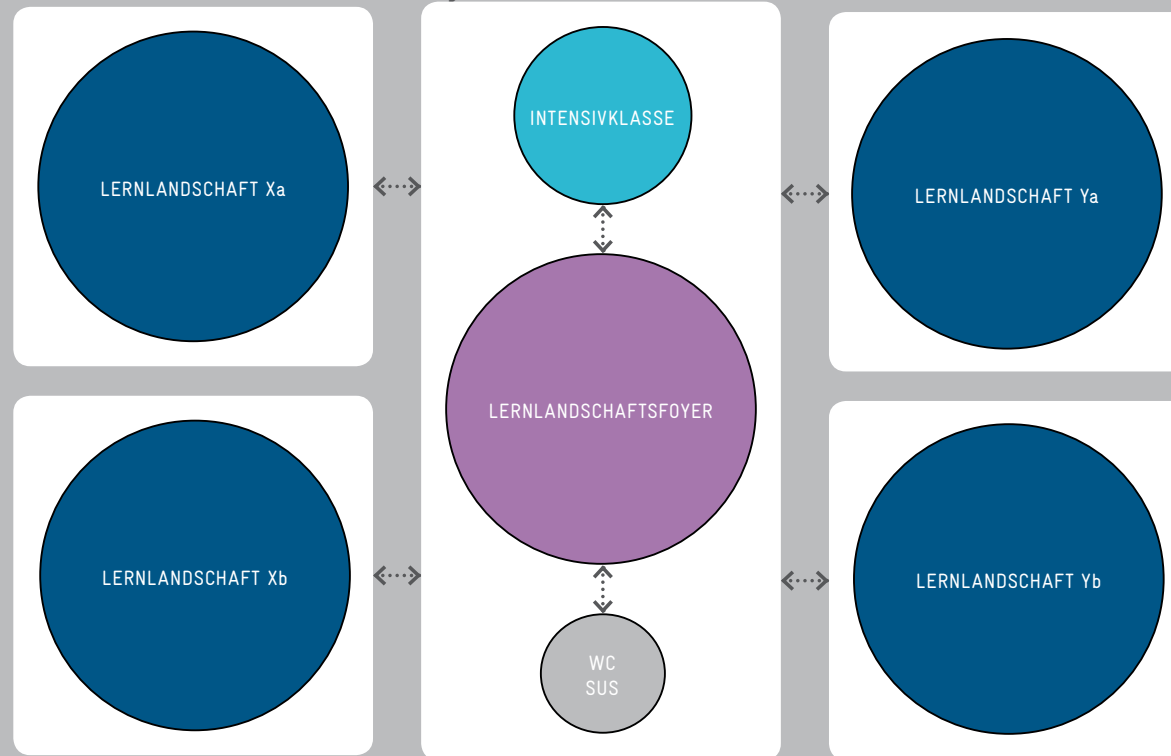 INTENSIVKLASSE
LERNLANDSCHAFT Xa
LERNLANDSCHAFT Ya
LERNLANDSCHAFTSFOYER
LERNLANDSCHAFT Xb
LERNLANDSCHAFT Yb
WC
SUS